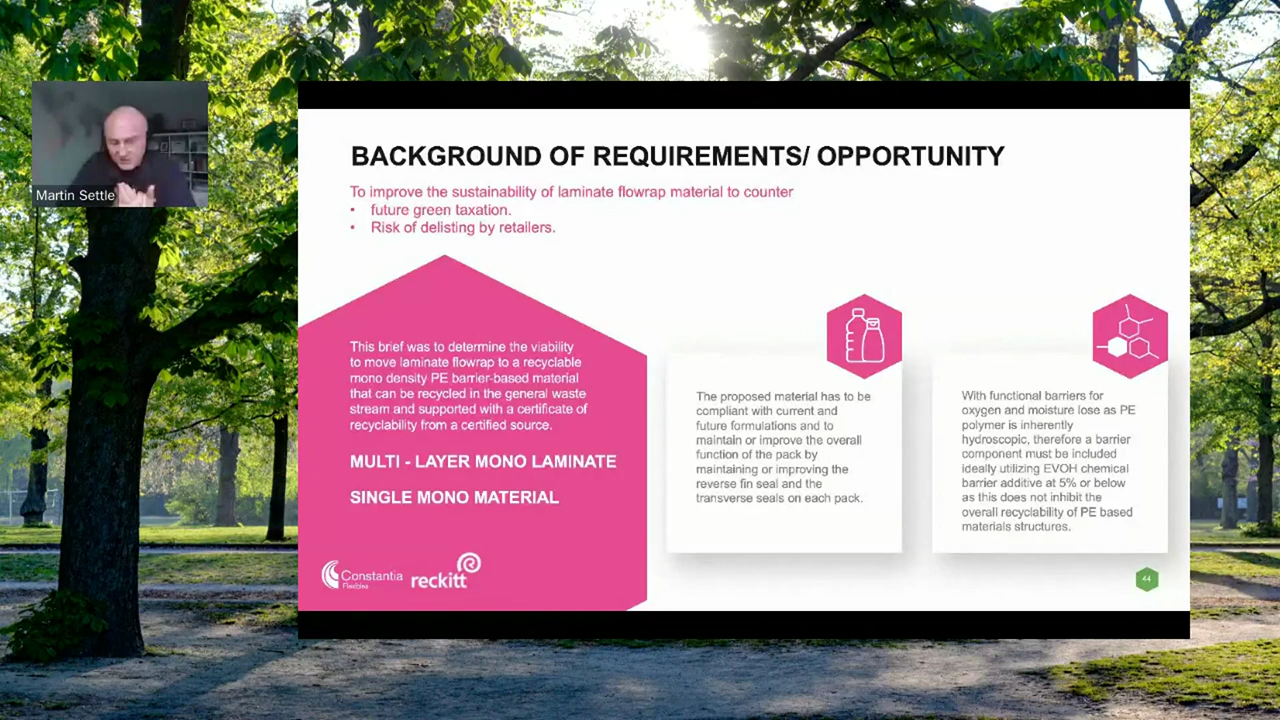 Martin Settle
BACKGROUND OF REQUIREMENTS/ OPPORTUNITY
To improve the sustainability of laminate flowrap material to counter
• future green taxation.
• Risk of delisting by retailers.
This brief was to determine the viability
to move laminate flowrap to a recyclable
mono density PE barrier-based material
that can be recycled in the general waste
stream and supported with a certificate of
recyclability from a certified source.
MULTI - LAYER MONO LAMINATE
SINGLE MONO MATERIAL
Constantia
Flexibles
reckitt
The proposed material has to be
compliant with current and
future formulations and to
maintain or improve the overall
function of the pack by
maintaining or improving the
reverse fin seal and the
transverse seals on each pack.
With functional barriers for
oxygen and moisture lose as PE
polymer is inherently
hydroscopic, therefore a barrier
component must be included
ideally utilizing EVOH chemical
barrier additive at 5% or below
as this does not inhibit the
overall recyclability of PE based
materials structures.
44